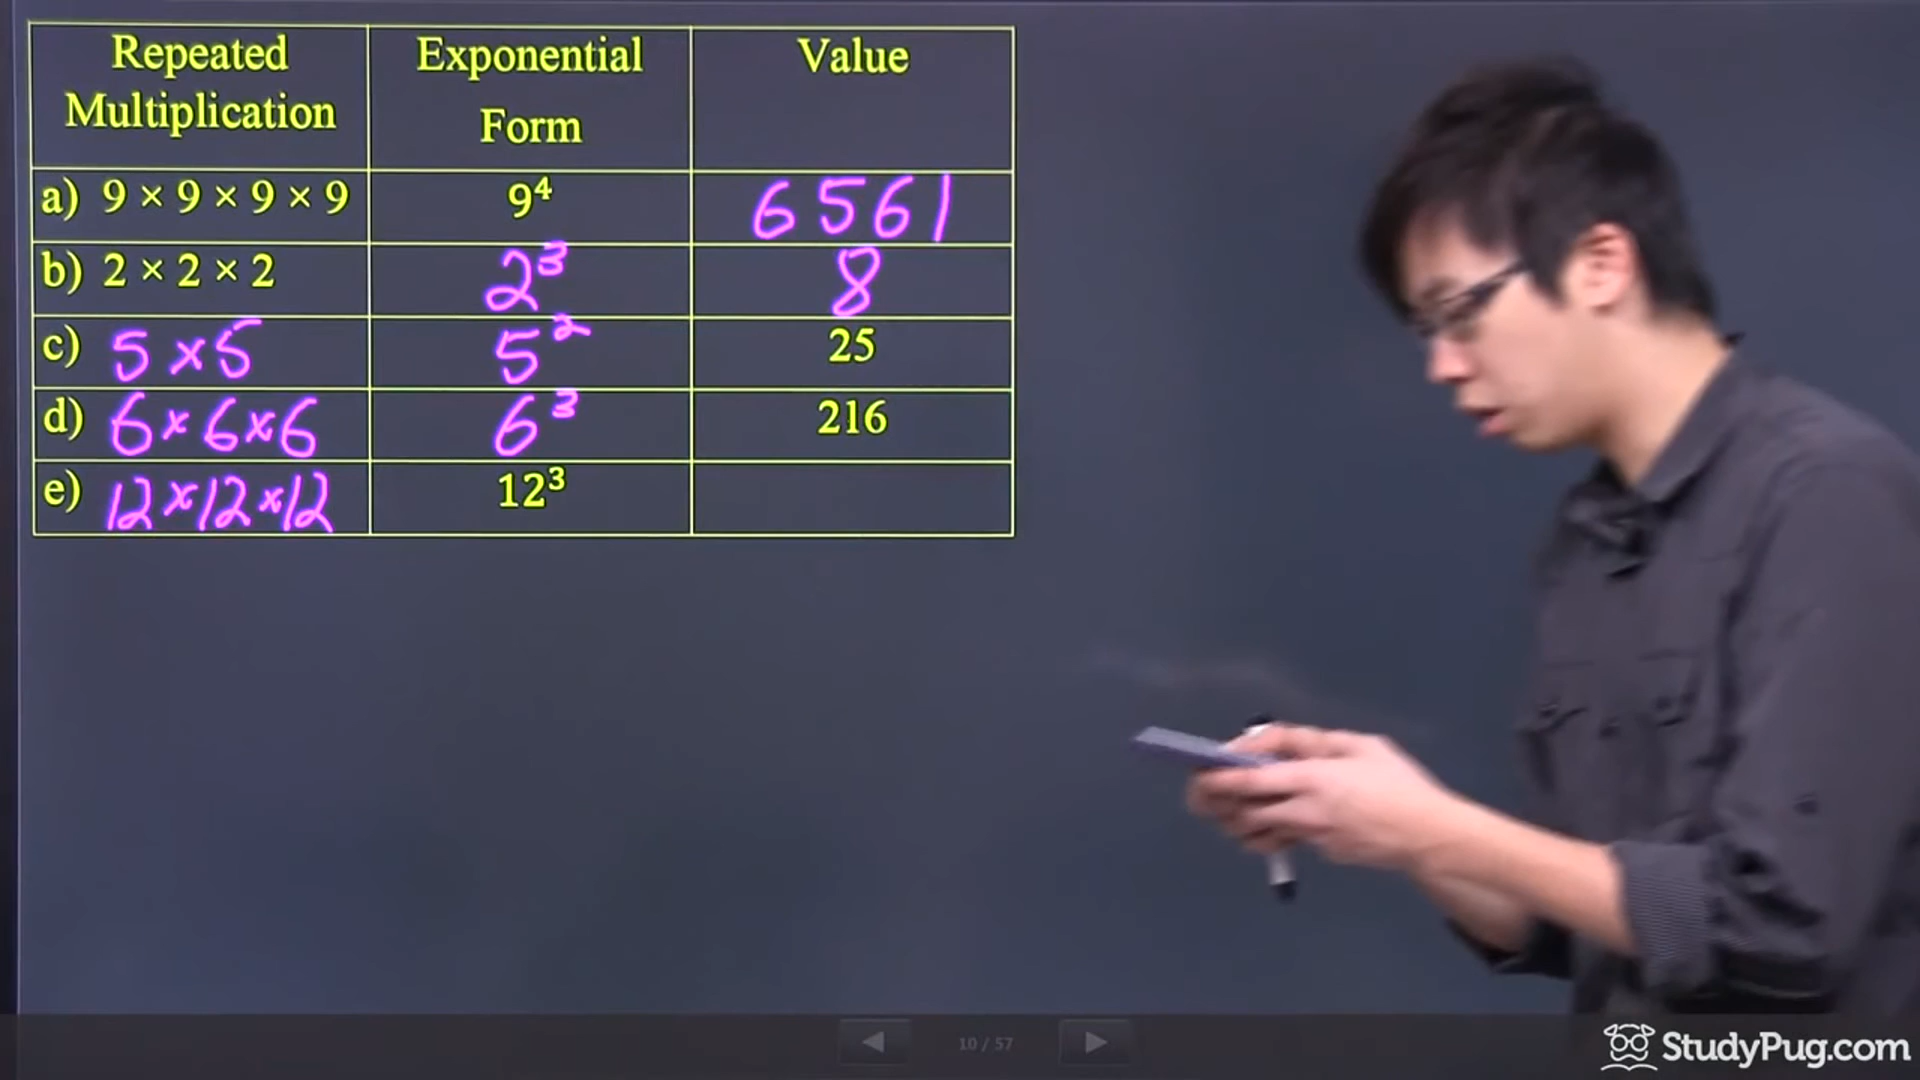 Repeated Multiplication
Exponential Form
Value
a) 9 × 9 × 9 × 9
9⁴
6561
b) 2 × 2 × 2
2³
8
c) 5 × 5
5²
25
d) 6 × 6 × 6
6³
216
e) 12 × 12 × 12
12³
10 / 57
StudyPug.com